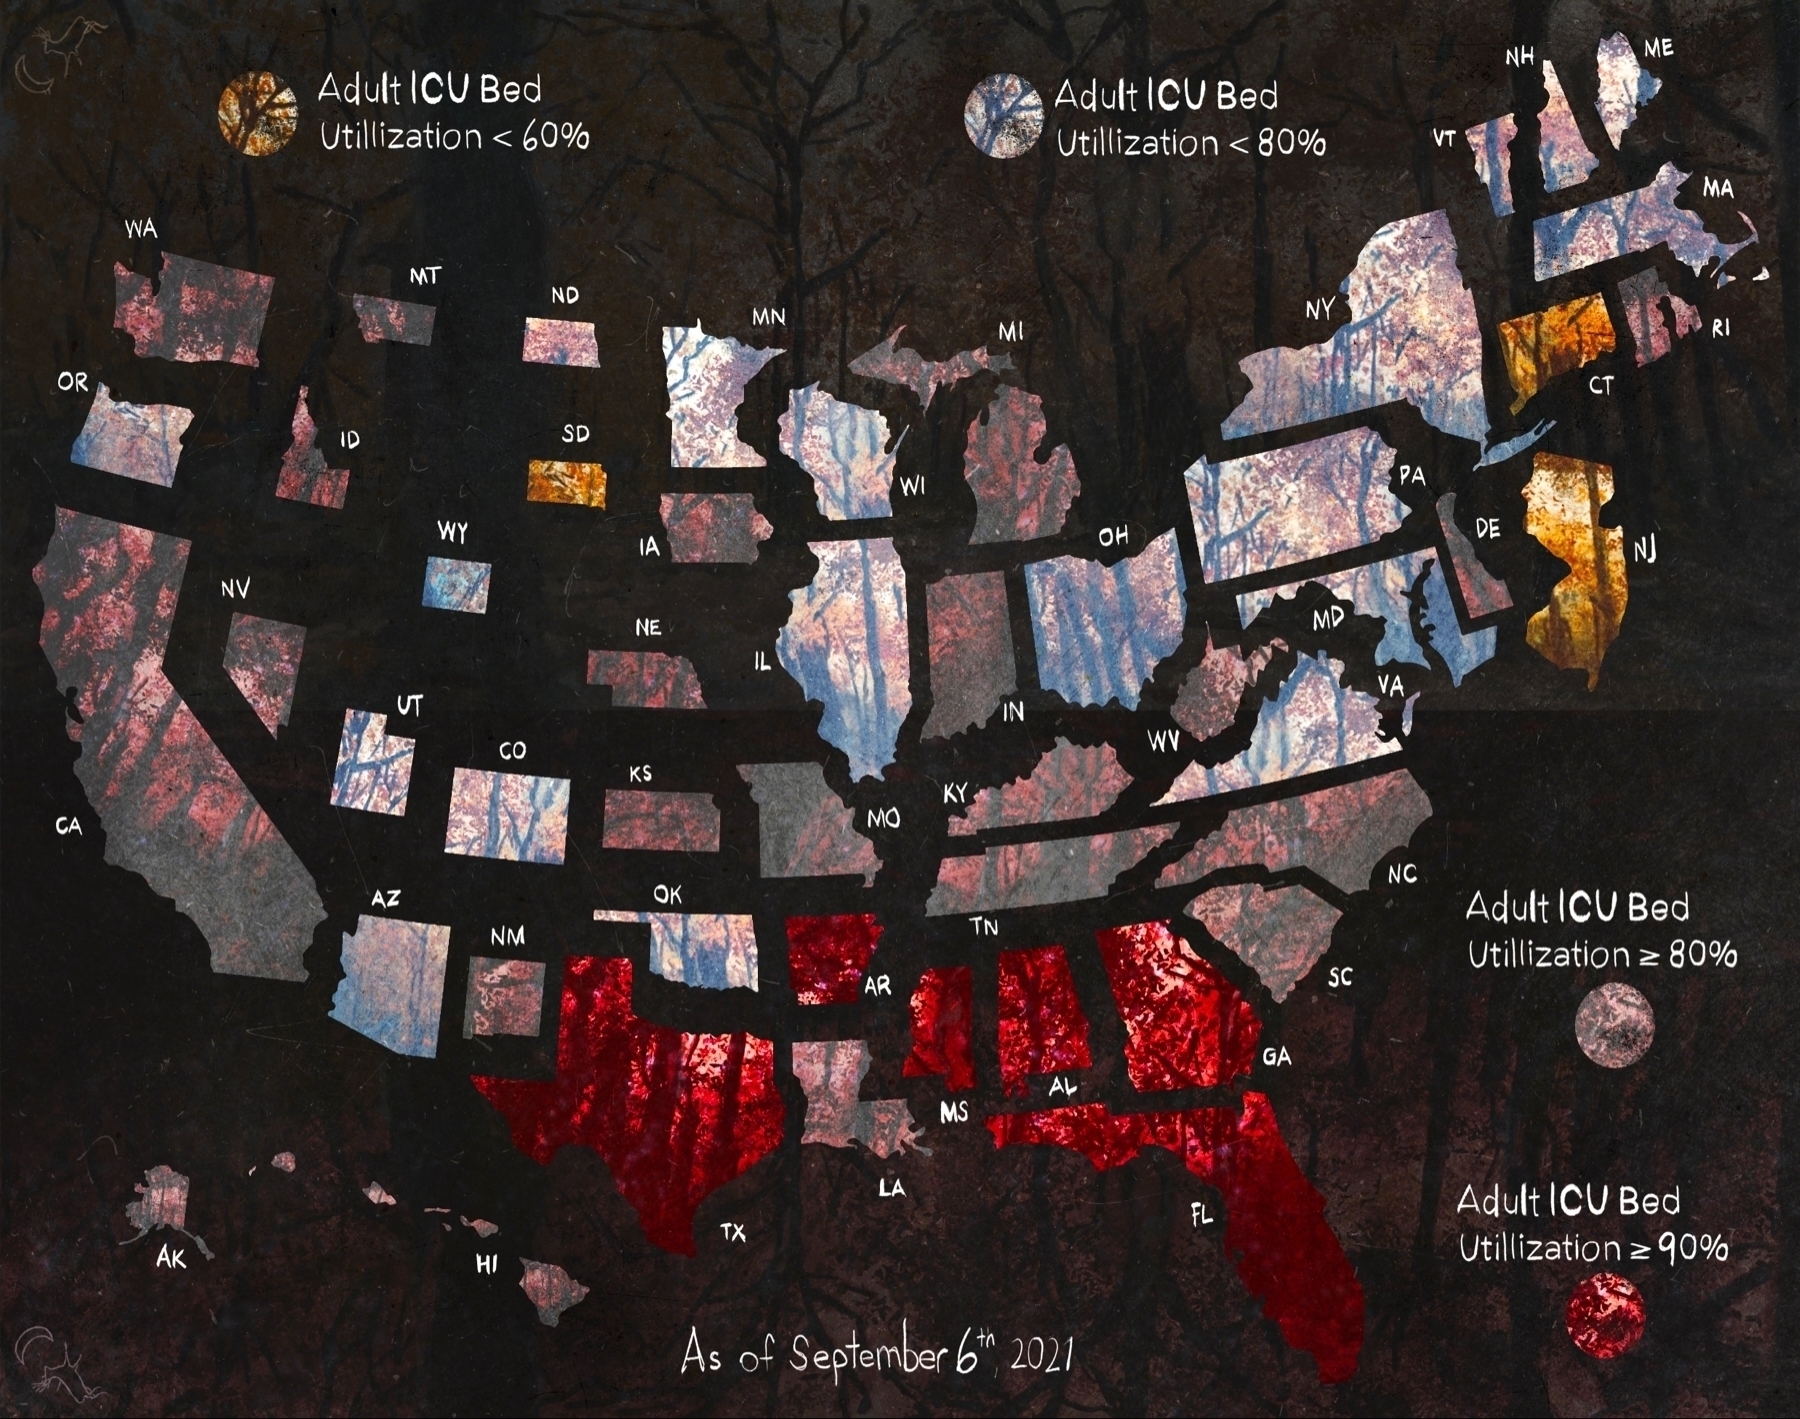 Adult ICU Bed
Utillization < 60%
Adult ICU Bed
Utillization < 80%
NH
ME
VT
MA
WA
MT
ND
MN
MI
NY
RI
OR
ID
SD
CT
WI
PA
WY
IA
OH
DE
NJ
NV
NE
IL
MD
VA
UT
CO
IN
WV
KS
KY
CA
MO
NC
AZ
OK
NM
TN
AR
SC
GA
AL
MS
LA
TX
FL
AK
HI
Adult ICU Bed
Utillization ≥ 80%
Adult ICU Bed
Utillization ≥ 90%
As of September 6th, 2021